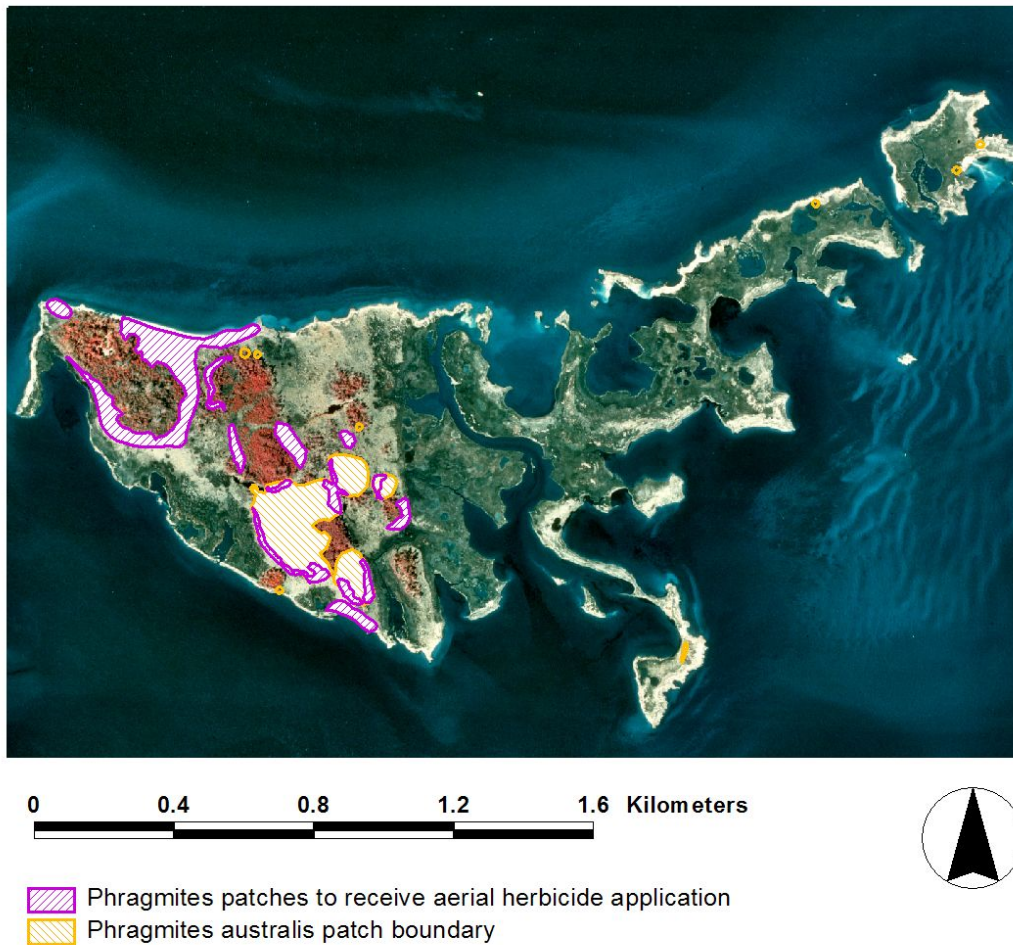 0 0.4 0.8 1.2 1.6 Kilometers
Phragmites patches to receive aerial herbicide application
Phragmites australis patch boundary